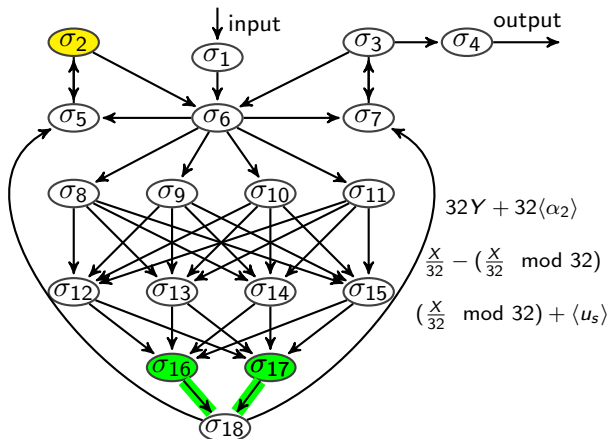 input
output
σ2
σ1
σ3
σ4
σ5
σ6
σ7
σ8
σ9
σ10
σ11
32Y + 32⟨α2⟩
X/32 − (X/32 mod 32)
σ12
σ13
σ14
σ15
(X/32 mod 32) + ⟨us⟩
σ16
σ17
σ18